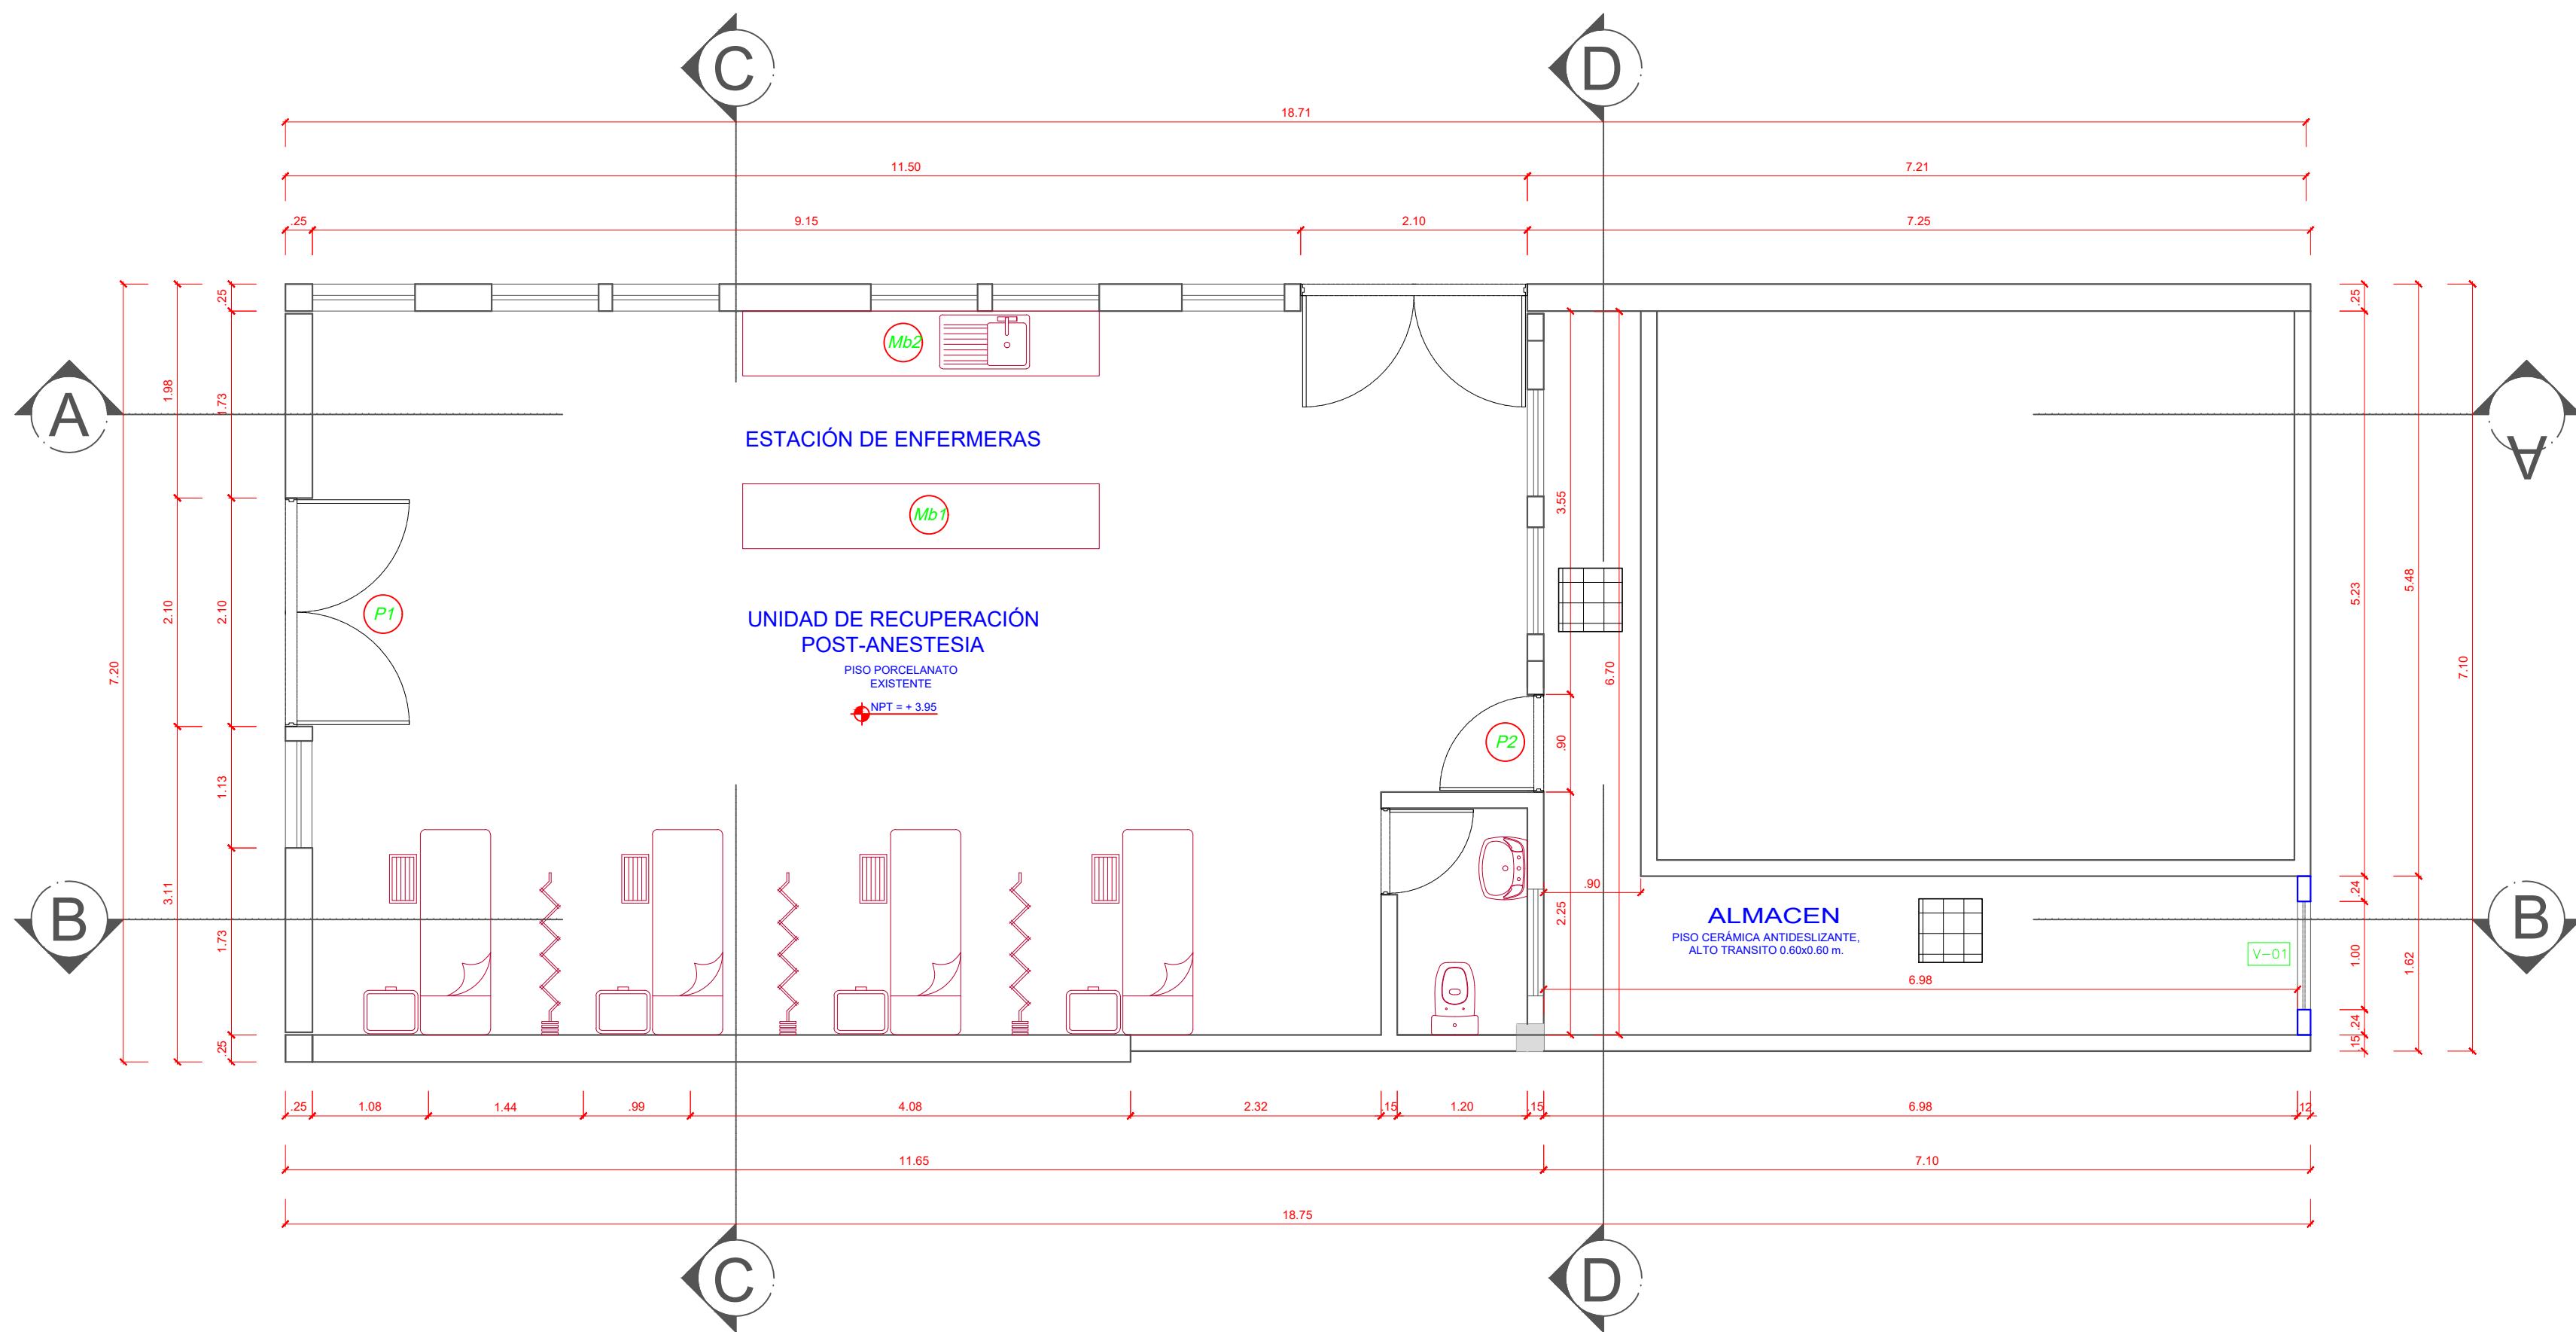 C
D
18.71
11.50
7.21
.25
9.15
2.10
7.25
.25
.25
Mb2
1.98
1.73
A
A
ESTACIÓN DE ENFERMERAS
3.55
Mb1
5.23
5.48
2.10
2.10
P1
UNIDAD DE RECUPERACIÓN
POST-ANESTESIA
PISO PORCELANATO
EXISTENTE
NPT = + 3.95
7.20
6.70
7.10
P2
.90
1.13
3.11
.90
.24
2.25
B
ALMACEN
B
PISO CERÁMICA ANTIDESLIZANTE,
ALTO TRANSITO 0.60x0.60 m.
V-01
1.73
1.00
1.62
6.98
.24
.25
.15
.25
1.08
1.44
.99
4.08
2.32
.15
1.20
.15
6.98
.12
11.65
7.10
18.75
C
D